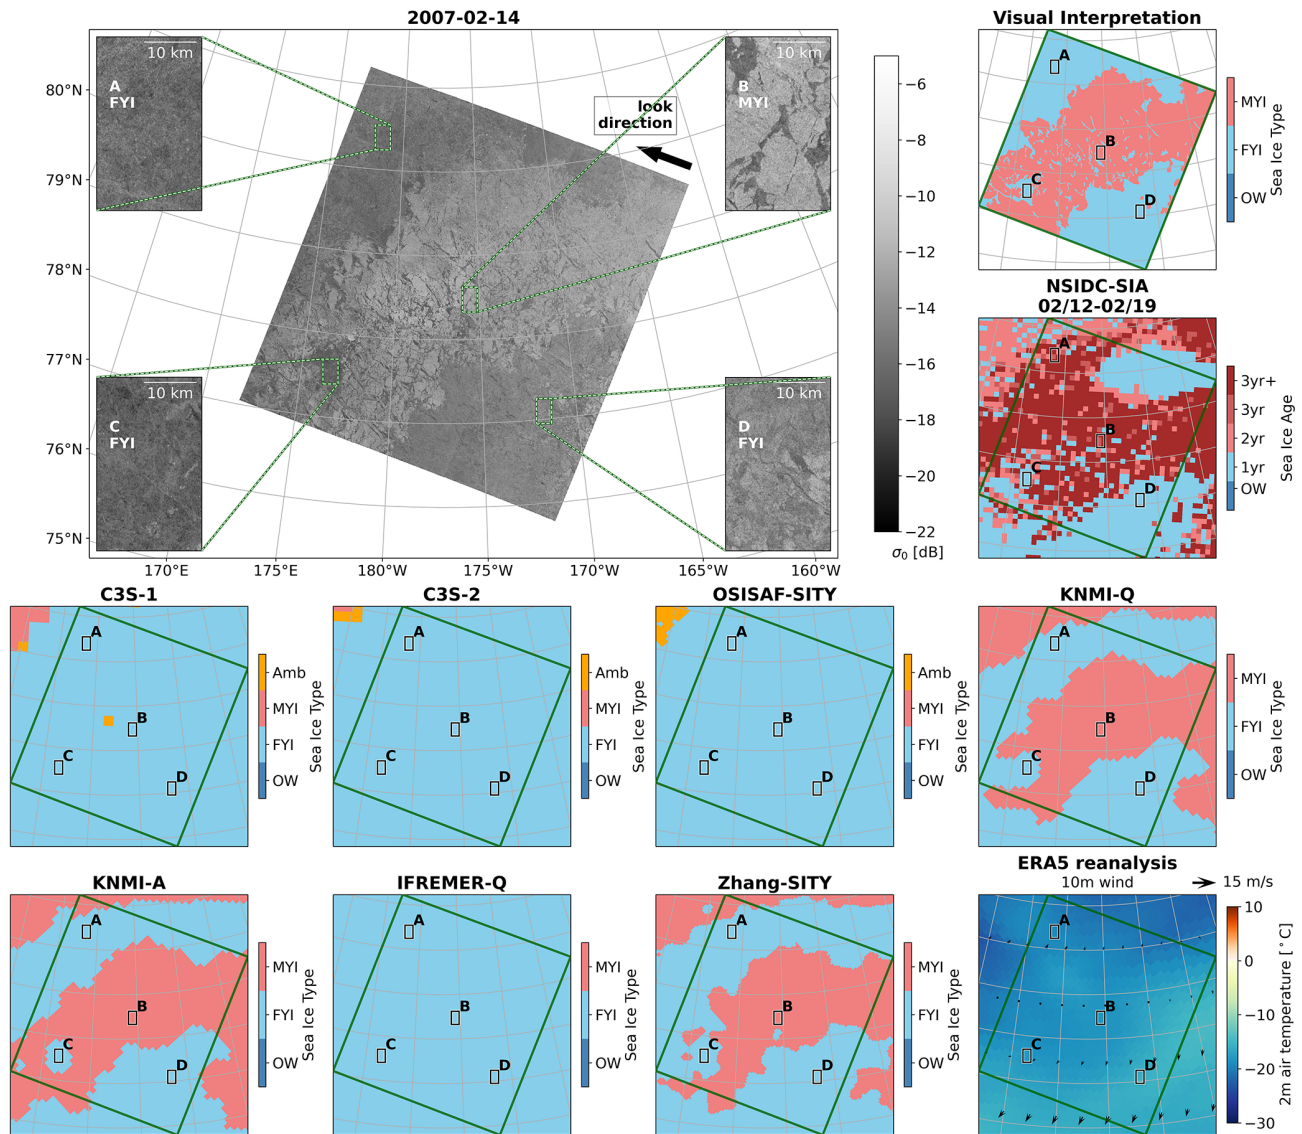 2007-02-14
80°N
79°N
78°N
77°N
76°N
75°N
170°E
175°E
180°W
175°W
170°W
165°W
160°W
10 km
A
FYI
10 km
B
MYI
look
direction
10 km
C
FYI
10 km
D
FYI
−6
−8
−10
−12
−14
−16
−18
−20
−22
σ0 [dB]
Visual Interpretation
A
B
C
D
MYI
FYI
OW
Sea Ice Type
NSIDC-SIA
02/12-02/19
A
B
C
D
3yr+
3yr
2yr
1yr
OW
Sea Ice Age
C3S-1
A
B
C
D
Amb
MYI
FYI
OW
Sea Ice Type
C3S-2
A
B
C
D
Amb
MYI
FYI
OW
Sea Ice Type
OSISAF-SITY
A
B
C
D
Amb
MYI
FYI
OW
Sea Ice Type
KNMI-Q
A
B
C
D
MYI
FYI
OW
Sea Ice Type
KNMI-A
A
B
C
D
MYI
FYI
OW
Sea Ice Type
IFREMER-Q
A
B
C
D
MYI
FYI
OW
Sea Ice Type
Zhang-SITY
A
B
C
D
MYI
FYI
OW
Sea Ice Type
ERA5 reanalysis
10m wind
15 m/s
A
B
C
D
10
0
−10
−20
−30
2m air temperature [°C]